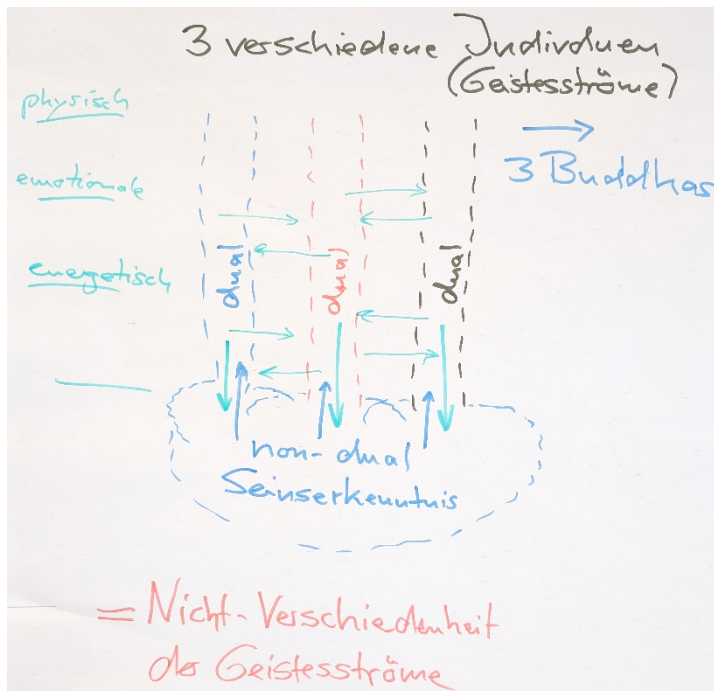 3 verschiedene Individuen
(Geistesströme)
physisch
emotionale
energetisch
3 Buddhas
dual
dual
dual
non-dual
Seinserkenntnis
= Nicht-Verschiedenheit
der Geistesströme